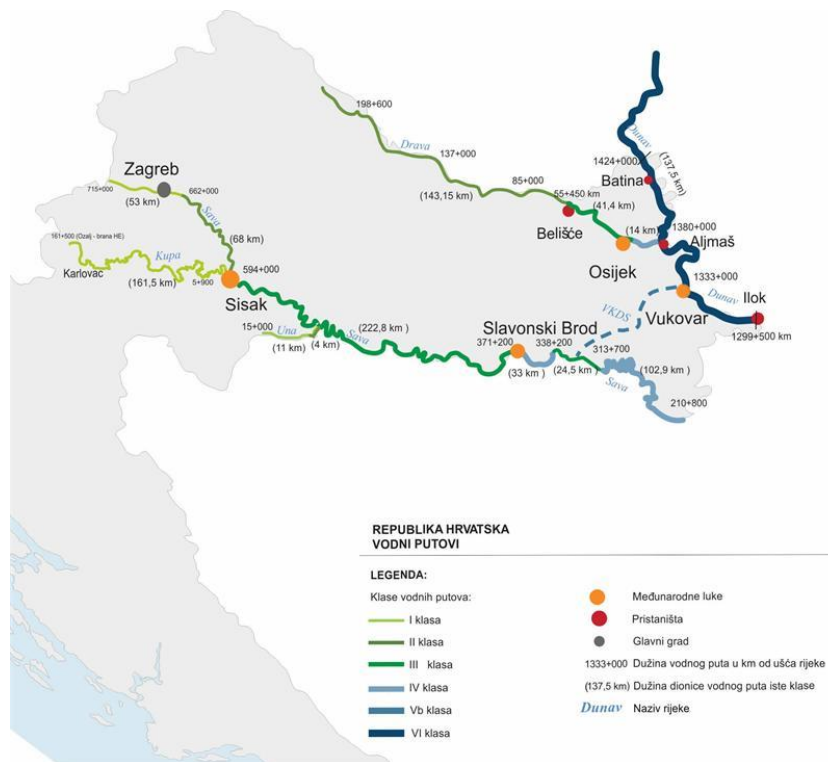 198+600
Drava
137+000
Dunav
1424+000
(137,5 km)
Zagreb
715+000
662+000
(53 km)
Sava
(143,15 km)
85+000
55+450 km
(41,4 km)
Batina
Belišće
(14 km)
1380+000
Aljmaš
161+500 (Ozalj - brana HE)
Kupa
(68 km)
Karlovac
(161,5 km)
5+900
594+000
Sisak
Osijek
1333+000
Ilok
Dunav
VKDS
Vukovar
1299+500 km
15+000
Una
(11 km)
(4 km)
Sava
(222,8 km)
Slavonski Brod
371+200
338+200
313+700
(33 km )
(24,5 km )
(102,9 km )
Sava
210+800
REPUBLIKA HRVATSKA
VODNI PUTOVI
LEGENDA:
Klase vodnih putova:
I klasa
II klasa
III klasa
IV klasa
Vb klasa
VI klasa
Međunarodne luke
Pristaništa
Glavni grad
1333+000 Dužina vodnog puta u km od ušća rijeke
(137,5 km) Dužina dionice vodnog puta iste klase
Dunav Naziv rijeke